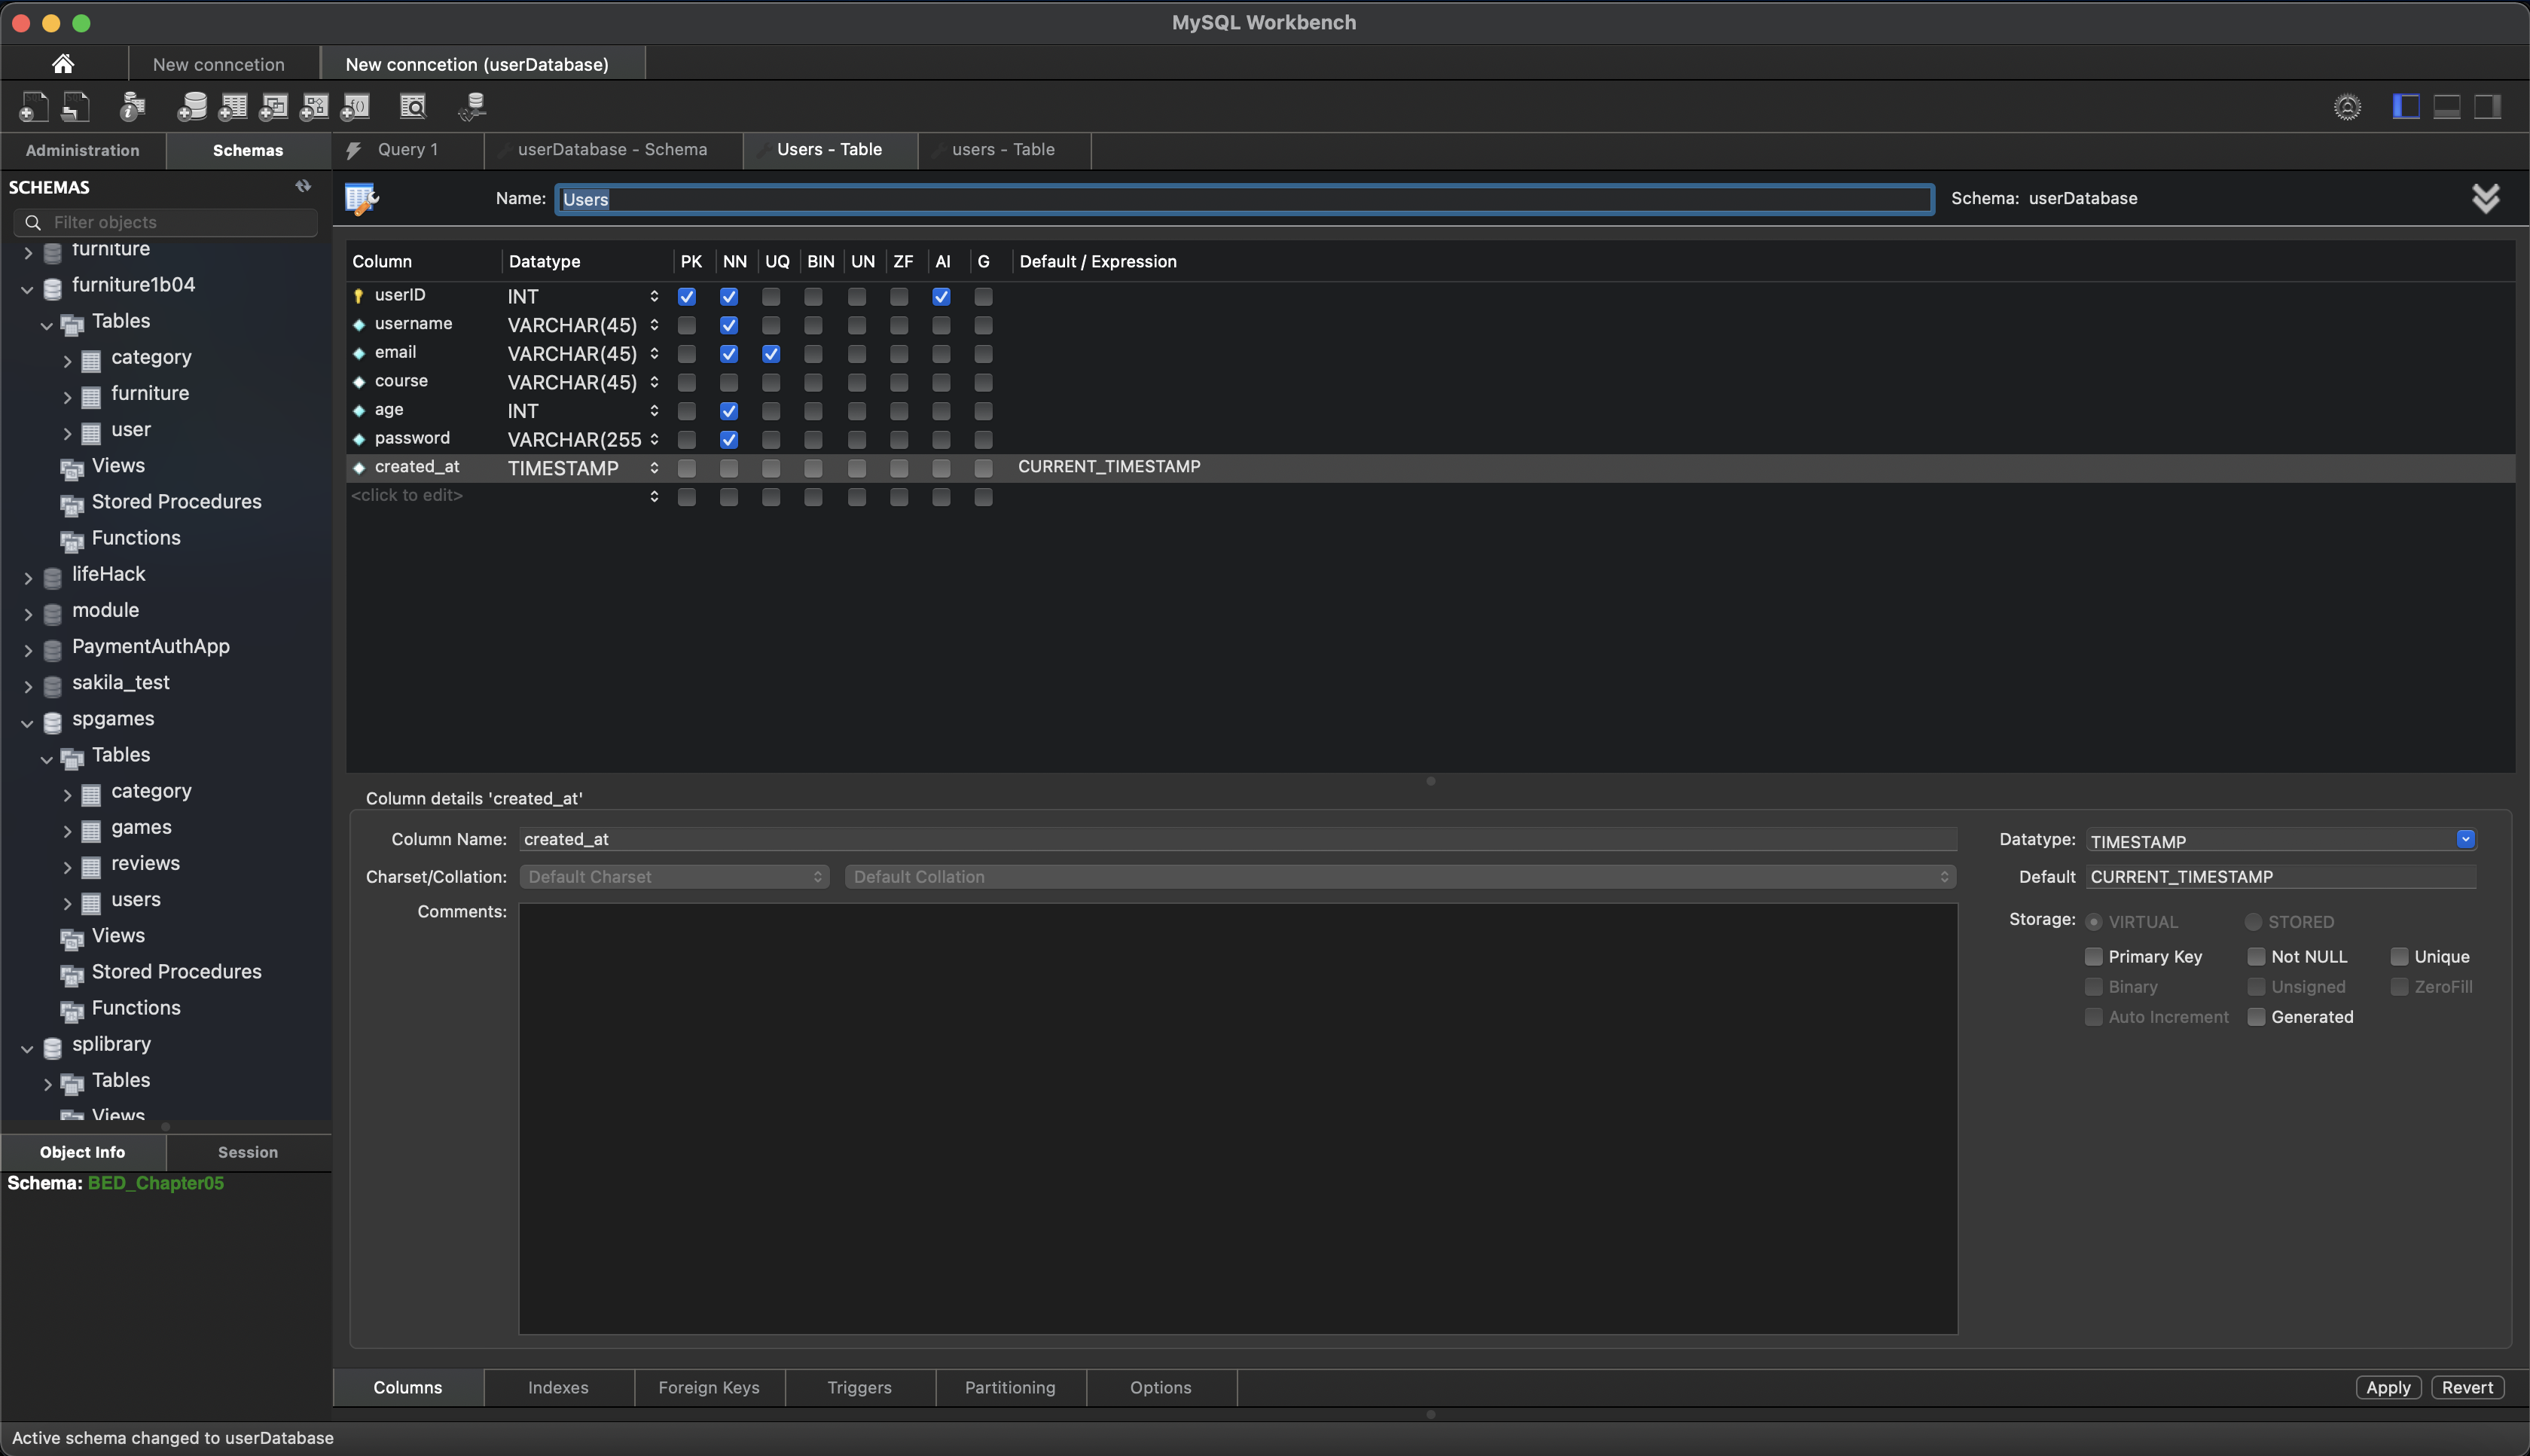 MySQL Workbench
New conncetion
New conncetion (userDatabase)
Administration
Schemas
Query 1
userDatabase - Schema
Users - Table
users - Table
SCHEMAS
Filter objects
furniture
furniture1b04
Tables
category
furniture
user
Views
Stored Procedures
Functions
lifeHack
module
PaymentAuthApp
sakila_test
spgames
Tables
category
games
reviews
users
Views
Stored Procedures
Functions
splibrary
Tables
Views
Object Info
Session
Schema: BED_Chapter05
Name: Users
Schema: userDatabase
Column Datatype PK NN UQ BIN UN ZF AI G Default / Expression
userID INT
username VARCHAR(45)
email VARCHAR(45)
course VARCHAR(45)
age INT
password VARCHAR(255
created_at TIMESTAMP CURRENT_TIMESTAMP
<click to edit>
Column details 'created_at'
Column Name: created_at
Charset/Collation: Default Charset Default Collation
Comments:
Datatype: TIMESTAMP
Default CURRENT_TIMESTAMP
Storage: VIRTUAL STORED
Primary Key Not NULL Unique
Binary Unsigned ZeroFill
Auto Increment Generated
Columns
Indexes
Foreign Keys
Triggers
Partitioning
Options
Apply
Revert
Active schema changed to userDatabase